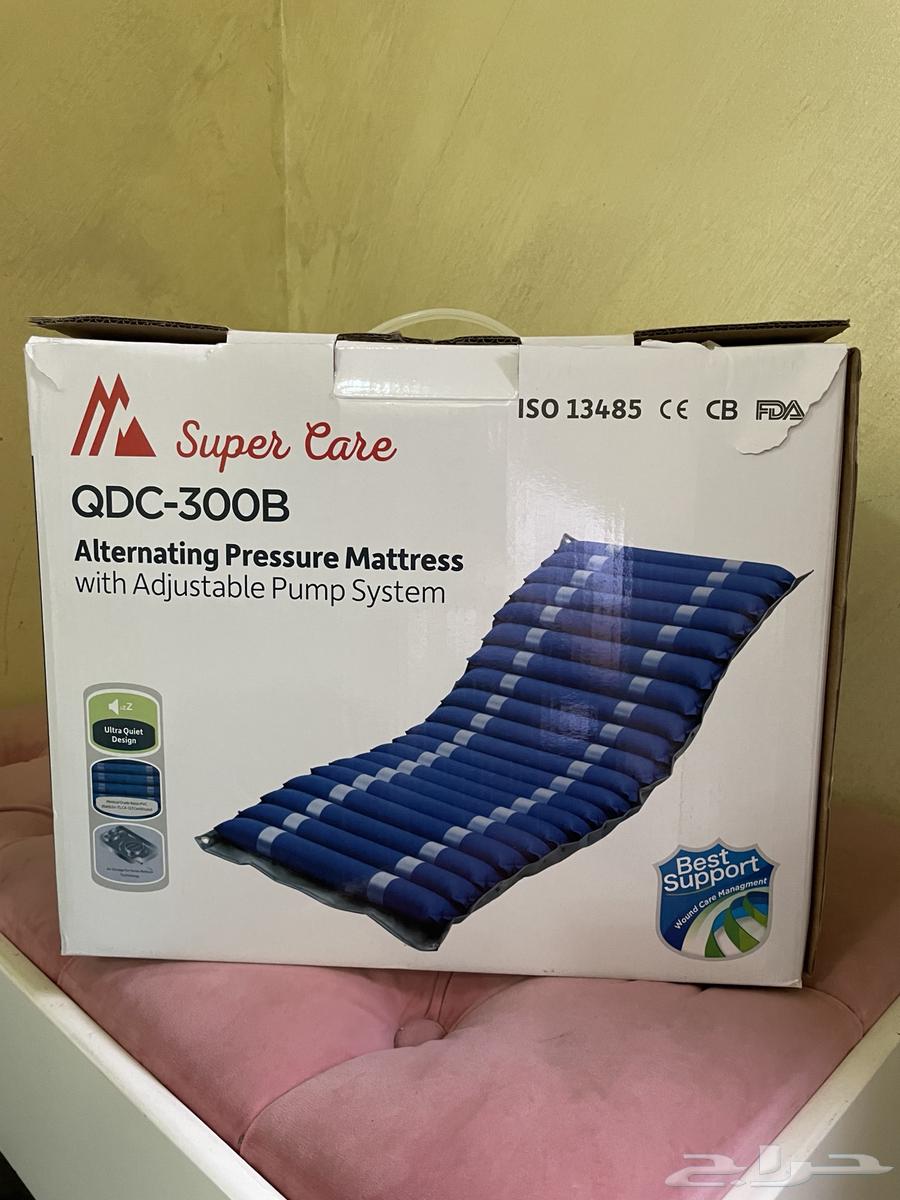 Super Care
ISO 13485 CE CB FDA
QDC-300B
Alternating Pressure Mattress
with Adjustable Pump System
zZ
Ultra Quiet
Design
Best
Support
Wound Care Managment
حراج